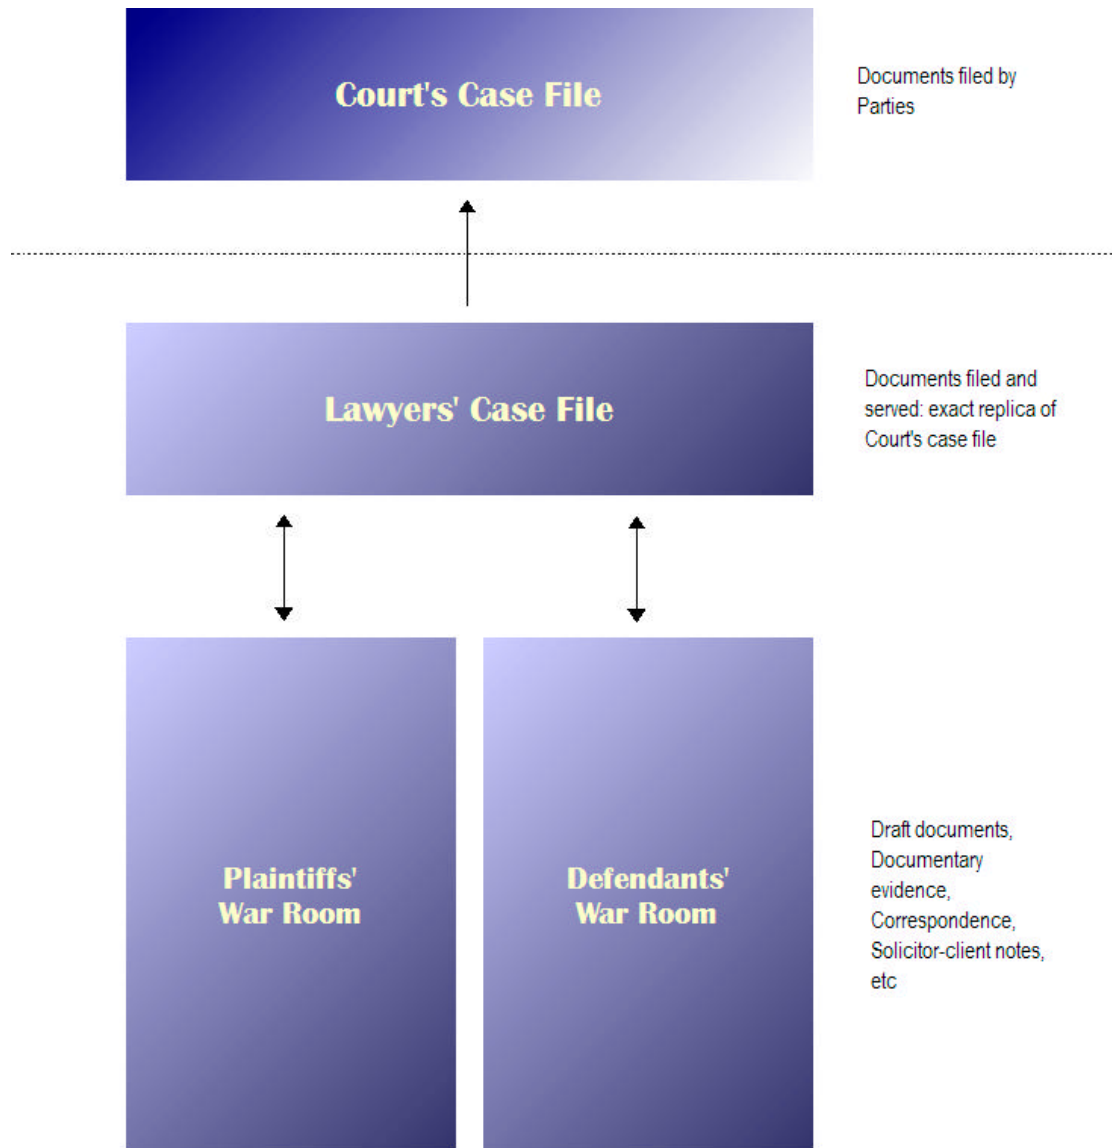 Court's Case File
Documents filed by
Parties
Lawyers' Case File
Documents filed and
served: exact replica of
Court's case file
Plaintiffs'
War Room
Defendants'
War Room
Draft documents,
Documentary
evidence,
Correspondence,
Solicitor-client notes,
etc